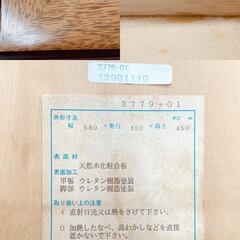 3779-01
13991119
3779-01
外形寸法 単位 mm
幅 680 × 奥行 450 × 高さ 450
表面材
天然木化粧合板
表面加工
甲板 ウレタン樹脂塗装
脚部 ウレタン樹脂塗装
取り扱い上の注意
イ 直射日光又は熱をさけて下さい。
ロ 加熱したなべ、湯わかしなどを直接
置かないで下さい。